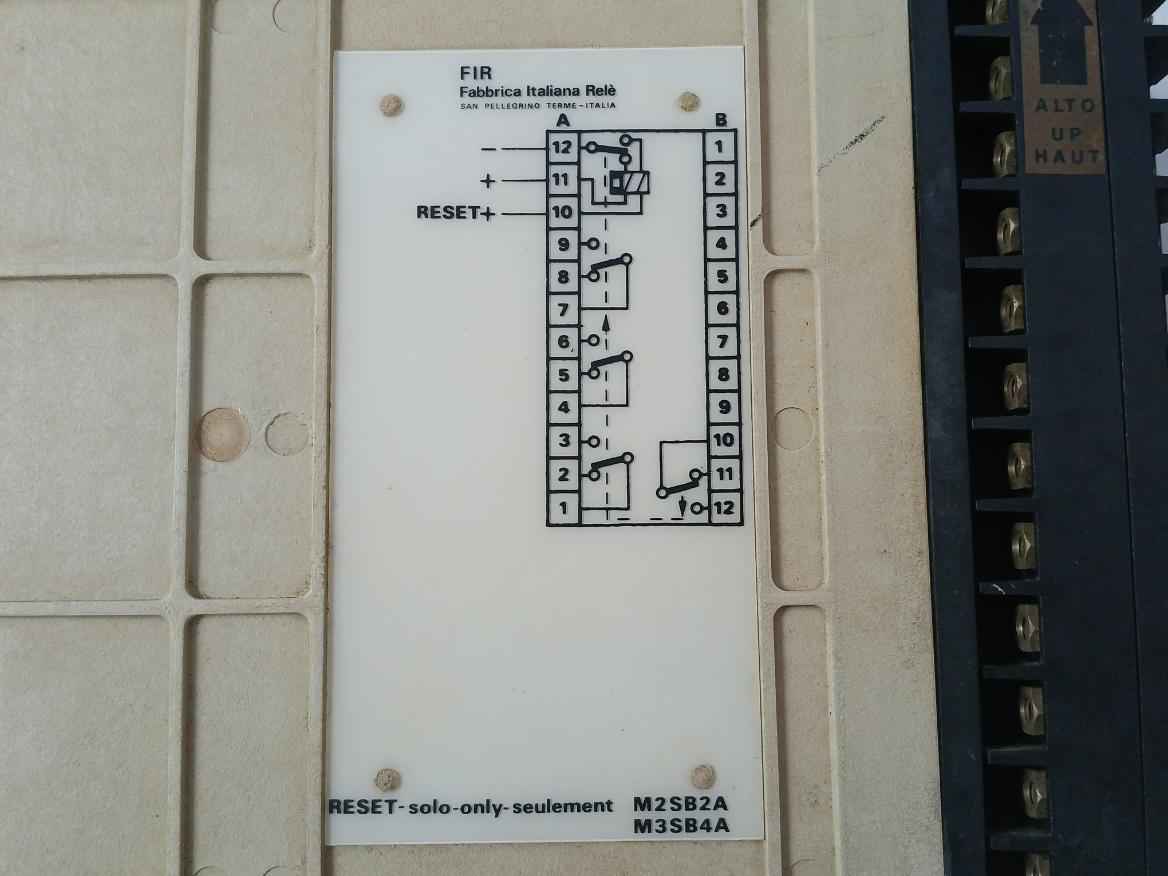 FIR
Fabbrica Italiana Relè
SAN PELLEGRINO TERME-ITALIA
A B
- 12 1
+ 11 2
RESET+ 10 3
9 4
8 5
7 6
6 7
5 8
4 9
3 10
2 11
1 12
RESET-solo-only-seulement M2SB2A
M3SB4A
ALTO
UP
HAUT